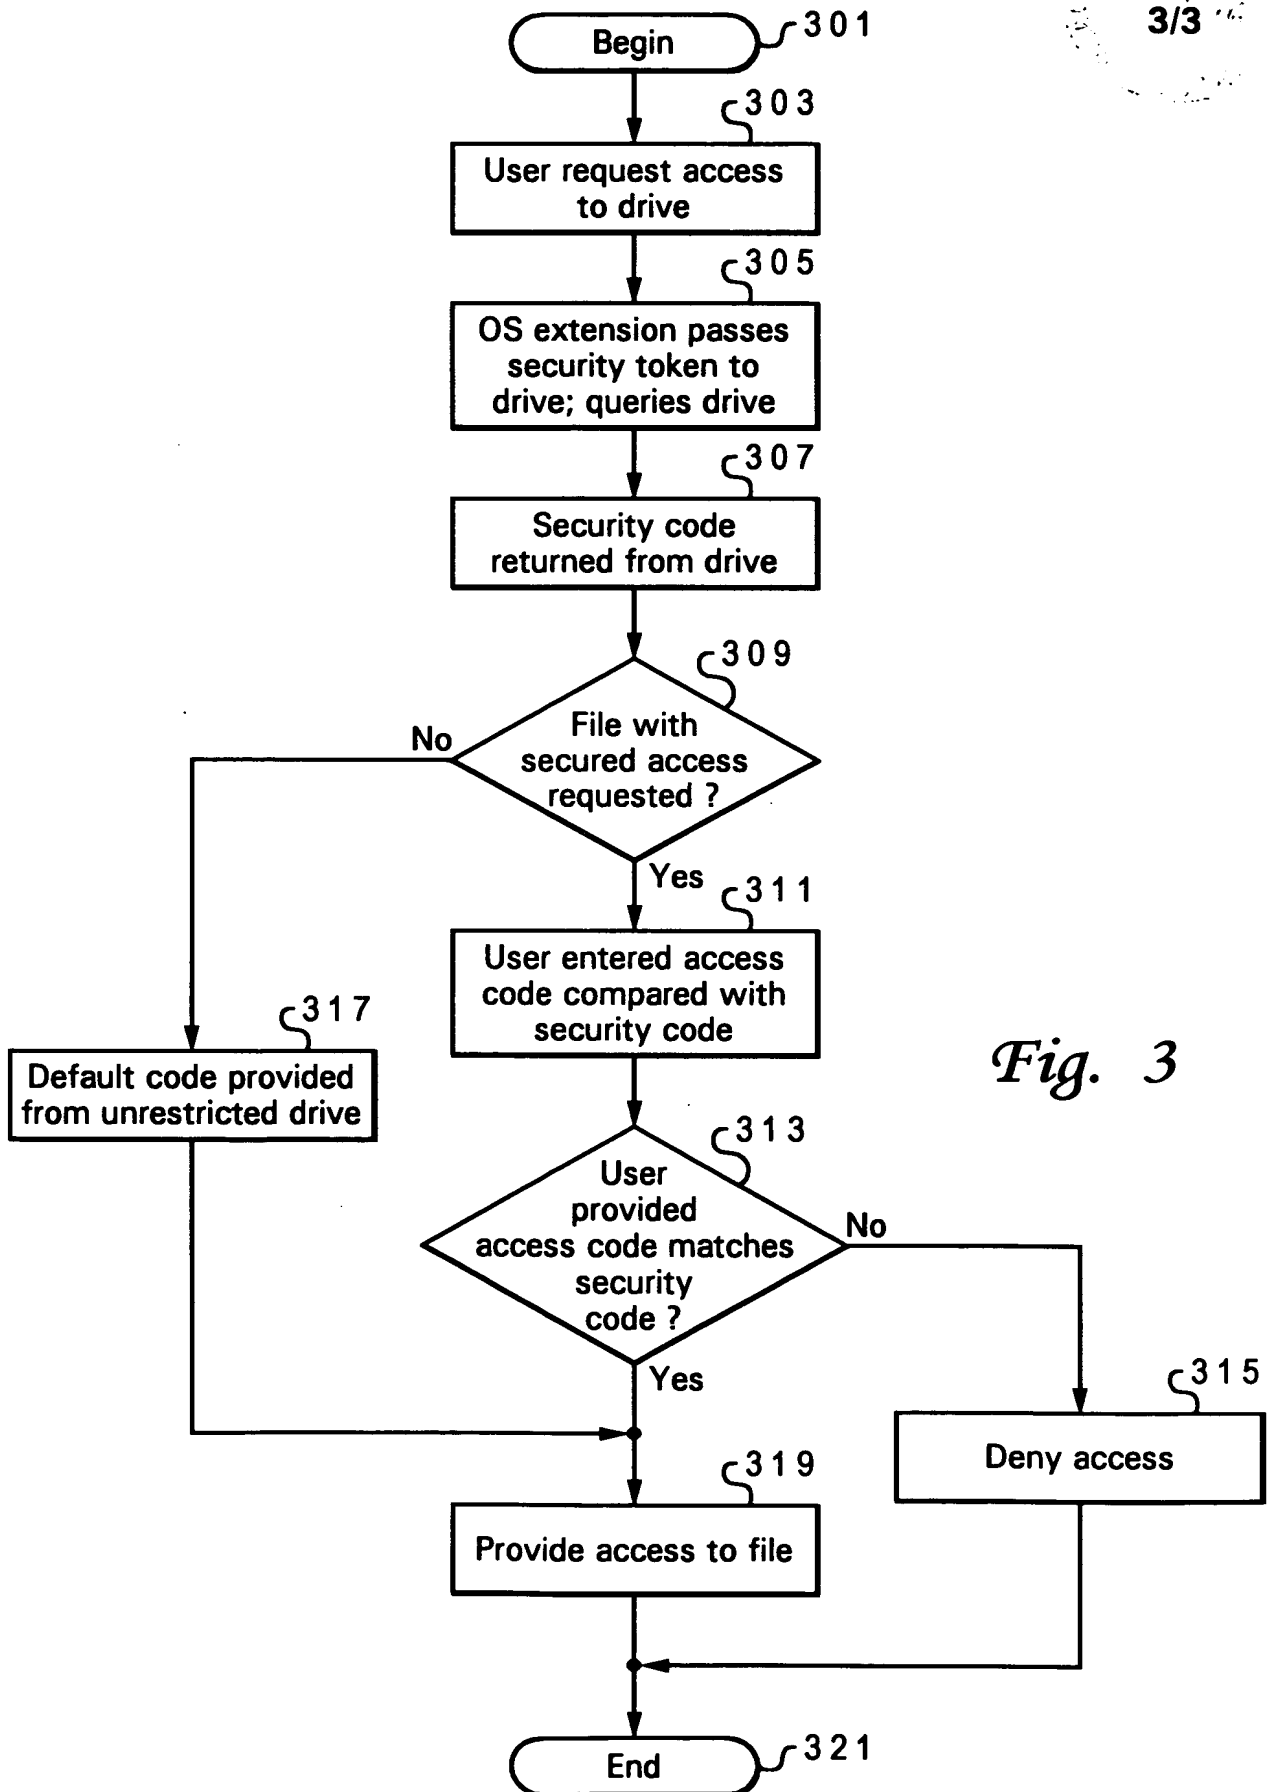 3/3
Begin
301
303
User request access
to drive
305
OS extension passes
security token to
drive; queries drive
307
Security code
returned from drive
309
File with
secured access
requested ?
No
Yes
311
User entered access
code compared with
security code
317
Default code provided
from unrestricted drive
Fig. 3
313
User
provided
access code matches
security
code ?
No
Yes
315
Deny access
319
Provide access to file
End
321